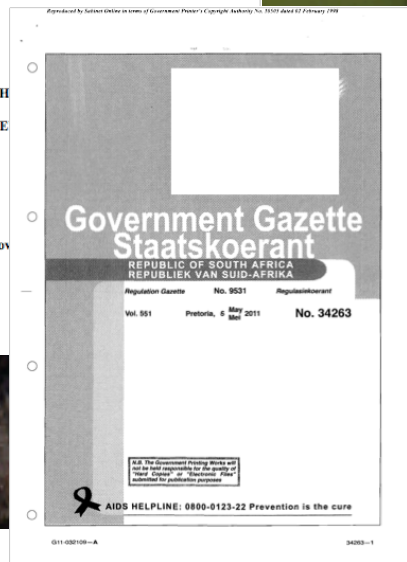 Reproduced by Sabinet Online in terms of Government Printer's Copyright Authority No. 10505 dated 02 February 1998
H
E
ov
Government Gazette
Staatskoerant
REPUBLIC OF SOUTH AFRICA
REPUBLIEK VAN SUID-AFRIKA
Regulation Gazette No. 9531 Regulasiekoerant
Vol. 551 Pretoria, 6 May Mei 2011 No. 34263
N.B. The Government Printing Works will
not be held responsible for the quality of
"Hard Copies" or "Electronic Files"
submitted for publication purposes
AIDS HELPLINE: 0800-0123-22 Prevention is the cure
G11-032109—A 34263—1